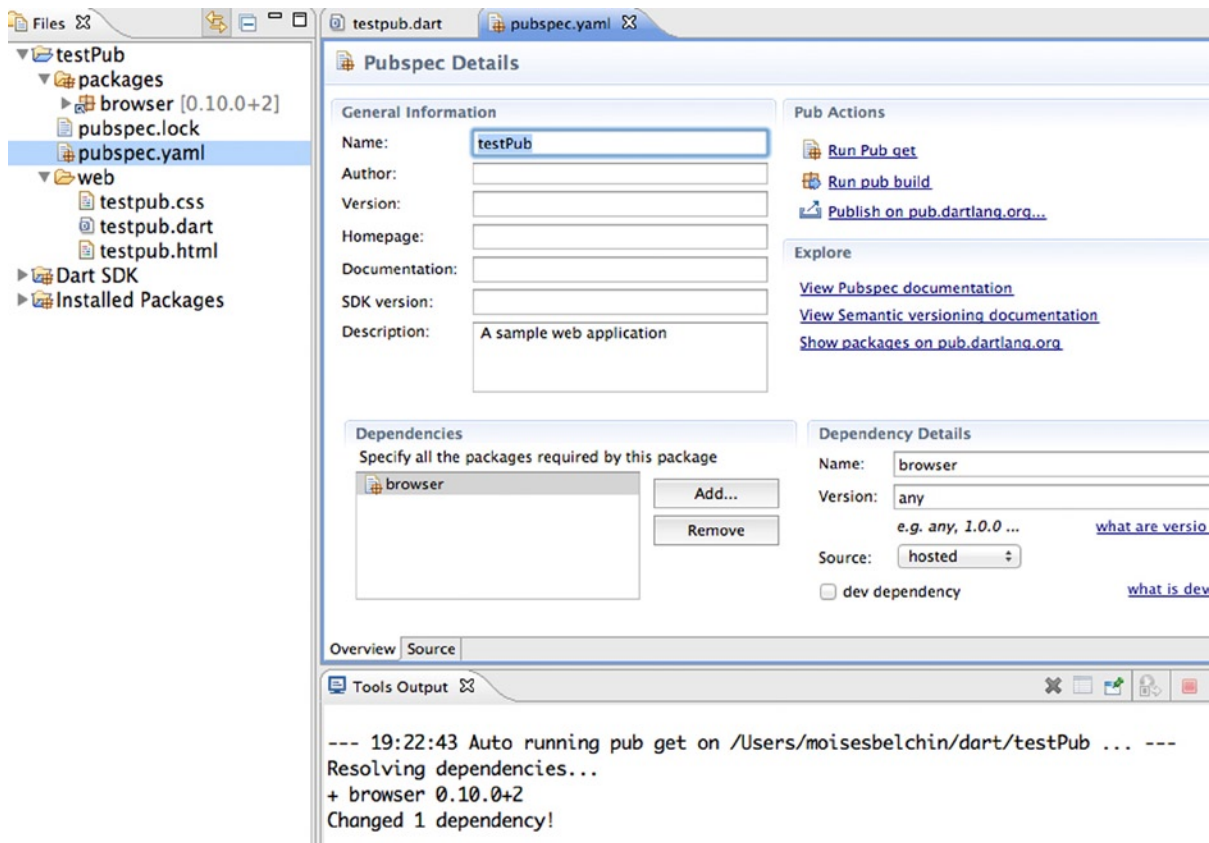 Files
testPub
packages
browser [0.10.0+2]
pubspec.lock
pubspec.yaml
web
testpub.css
testpub.dart
testpub.html
Dart SDK
Installed Packages
testpub.dart
pubspec.yaml
Pubspec Details
General Information
Name: testPub
Author:
Version:
Homepage:
Documentation:
SDK version:
Description: A sample web application
Pub Actions
Run Pub get
Run pub build
Publish on pub.dartlang.org...
Explore
View Pubspec documentation
View Semantic versioning documentation
Show packages on pub.dartlang.org
Dependencies
Specify all the packages required by this package
browser
Add...
Remove
Dependency Details
Name: browser
Version: any
e.g. any, 1.0.0 ... what are versio
Source: hosted
dev dependency what is dev
Overview Source
Tools Output
--- 19:22:43 Auto running pub get on /Users/moisesbelchin/dart/testPub ... ---
Resolving dependencies...
+ browser 0.10.0+2
Changed 1 dependency!